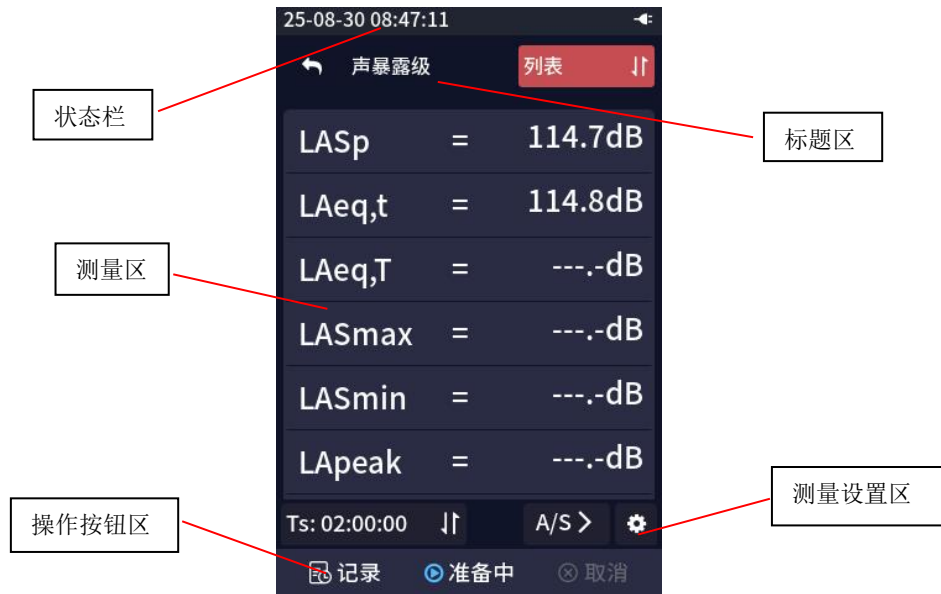 25-08-30 08:47:11
声暴露级 列表
状态栏
标题区
LASp = 114.7dB
LAeq,t = 114.8dB
测量区
LAeq,T = ---.-dB
LASmax = ---.-dB
LASmin = ---.-dB
LApeak = ---.-dB
测量设置区
操作按钮区
Ts: 02:00:00 A/S >
记录 准备中 取消